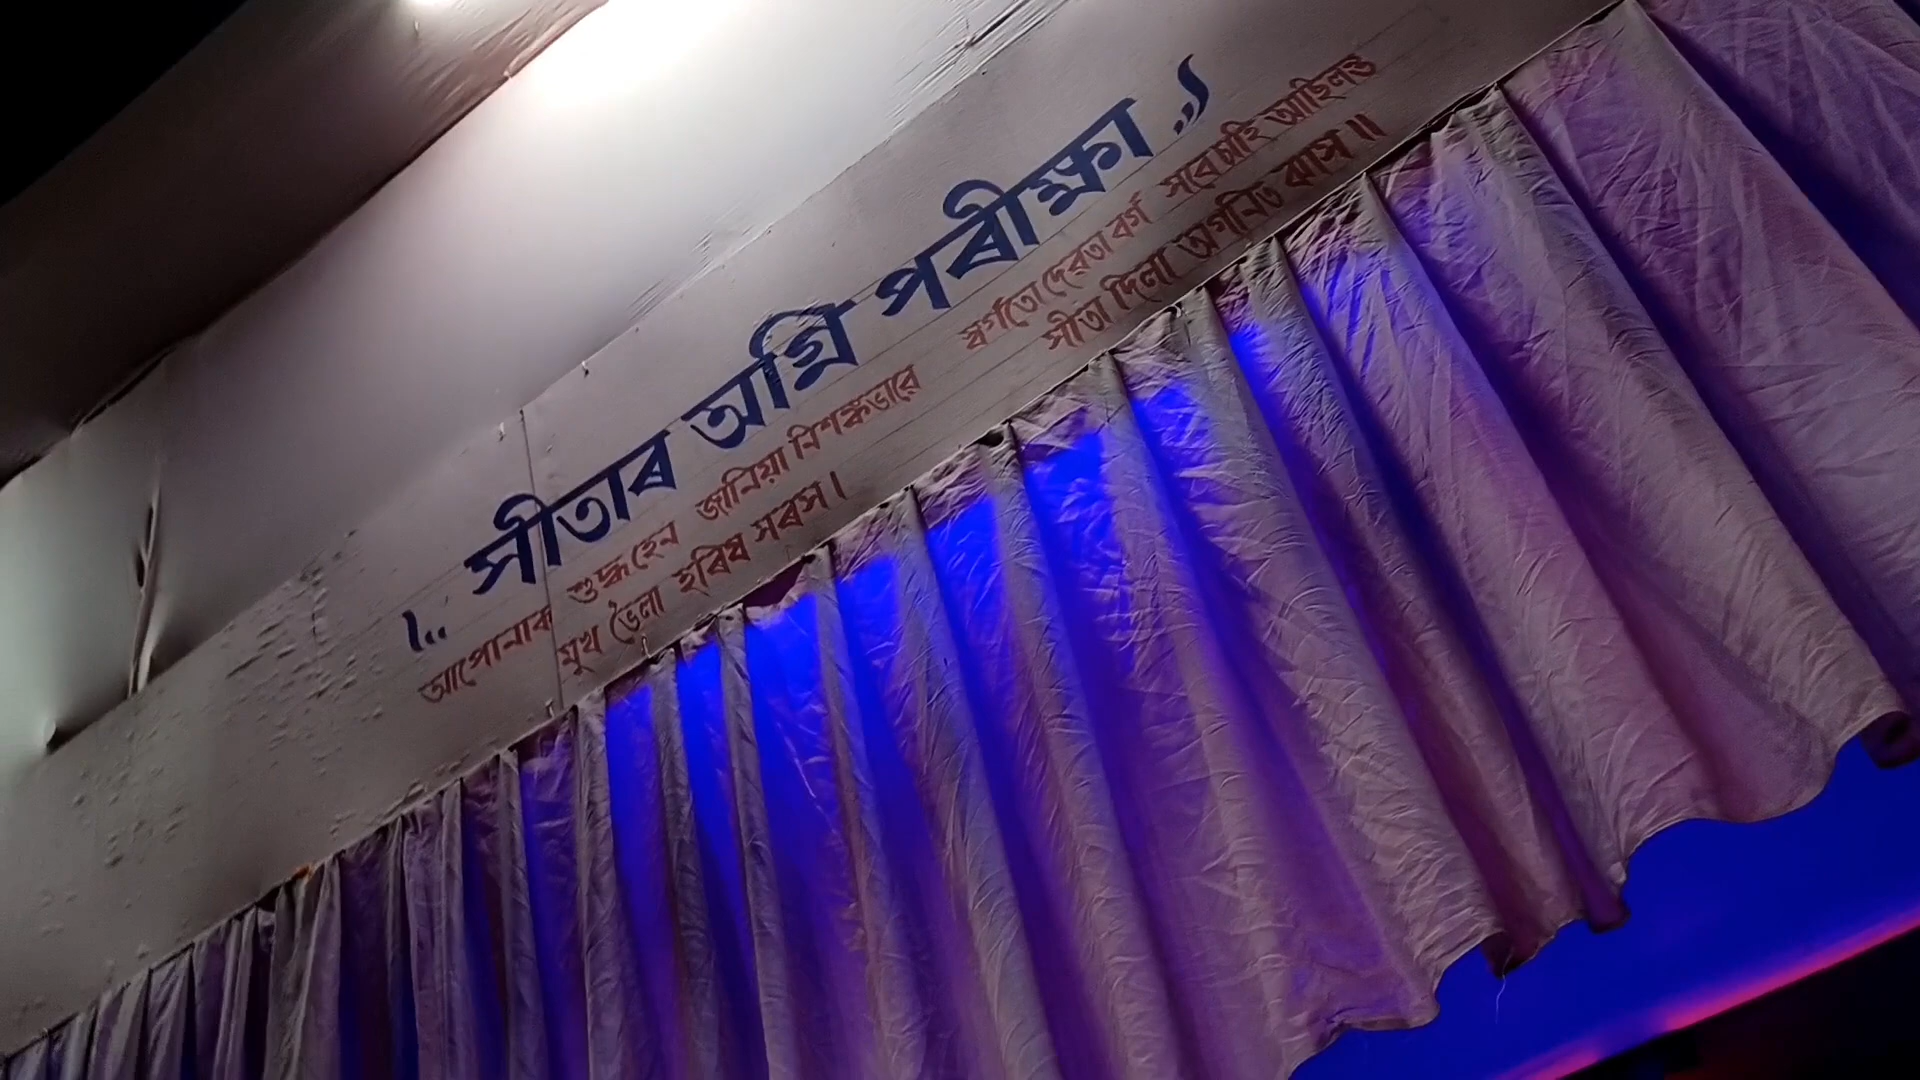 সীতাৰ অগ্নি পৰীক্ষা
আপোনাক শুদ্ধ হেন জানিয়া নিশঙ্কভাৱে
মুখ ভৈলা হৰিষ সৰস।
স্বৰ্গতো দেৱতা বৰ্গ সবে চাহি আছিলন্ত
সীতা দিলা অগনিত ঝাস॥